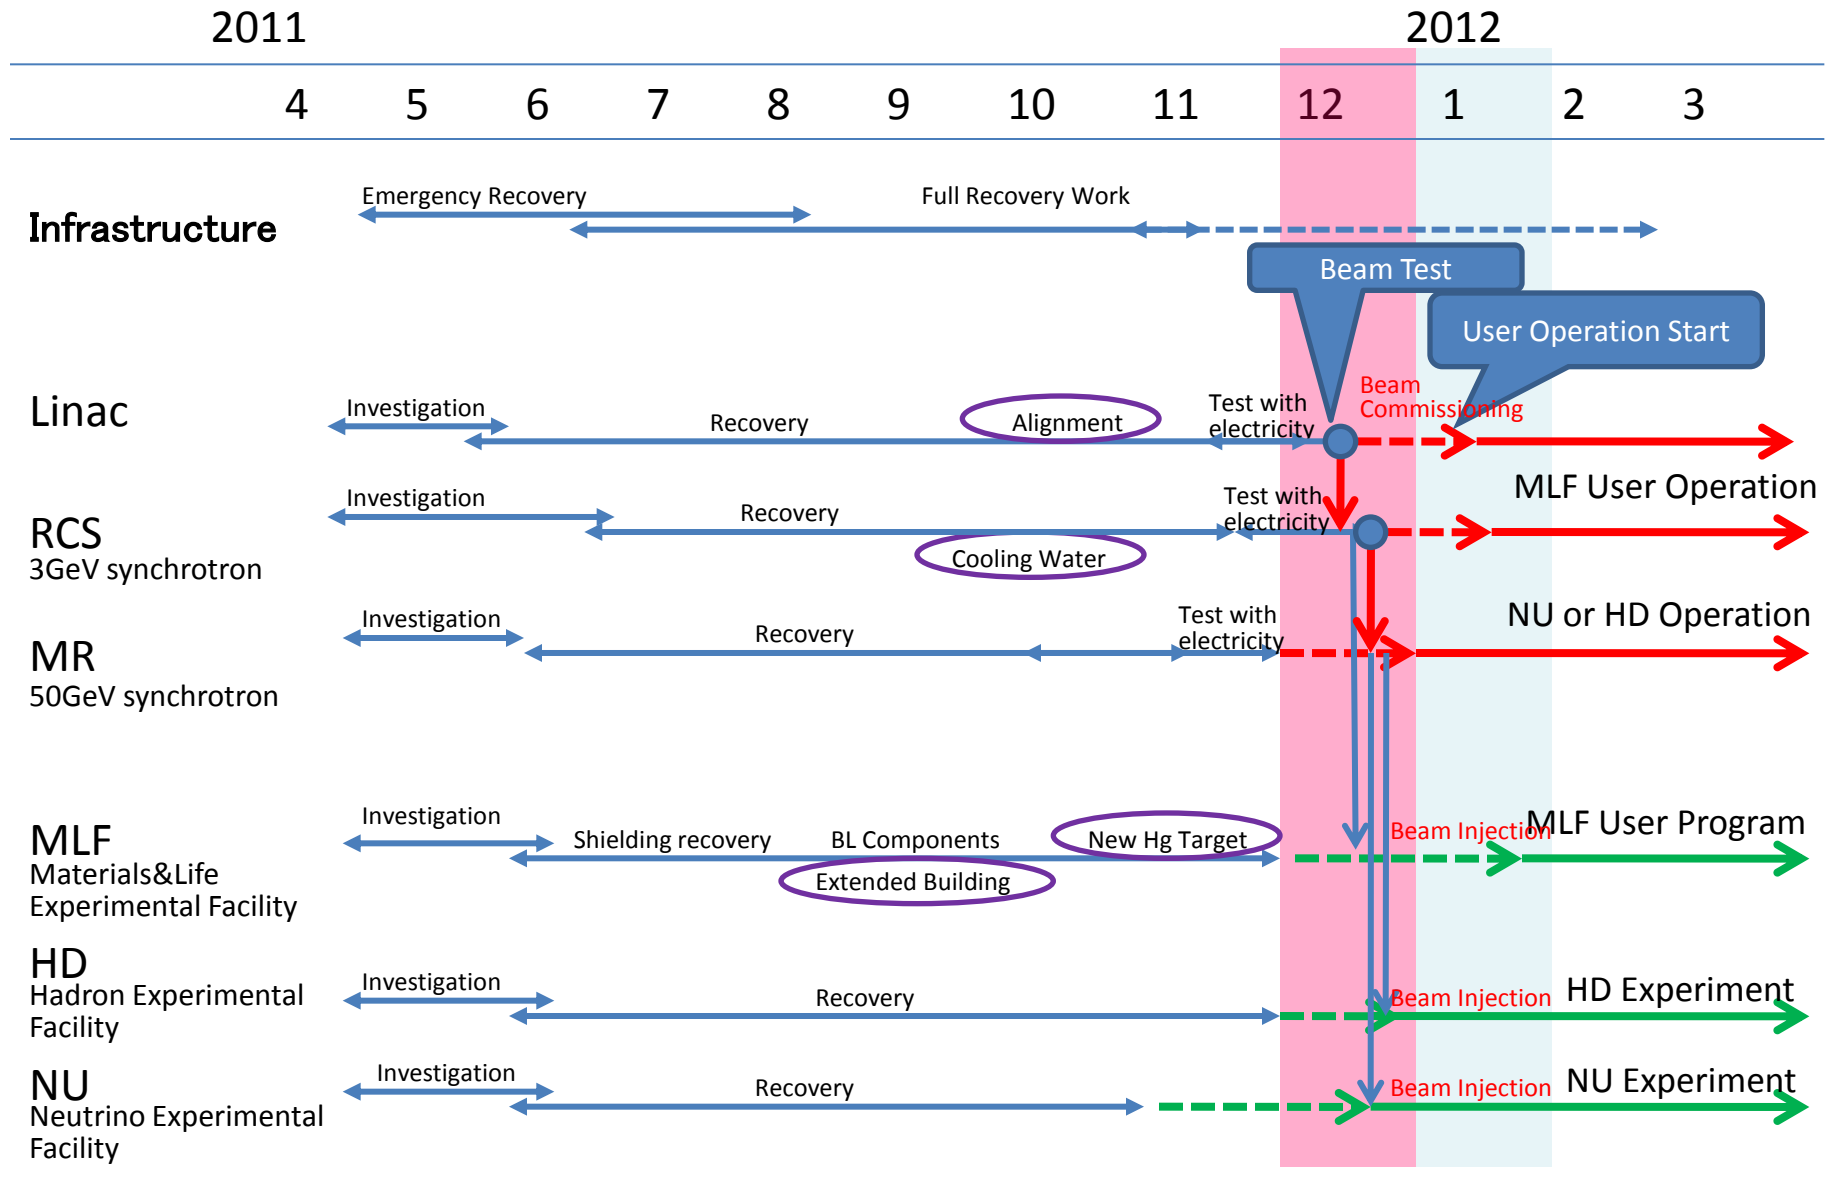 2011
2012
4 5 6 7 8 9 10 11 12 1 2 3
Emergency Recovery
Full Recovery Work
Infrastructure
Beam Test
User Operation Start
Linac
Investigation
Recovery
Alignment
Test with
electricity
Beam
Commissioning
MLF User Operation
RCS
3GeV synchrotron
Investigation
Recovery
Cooling Water
Test with
electricity
NU or HD Operation
MR
50GeV synchrotron
Investigation
Recovery
Test with
electricity
MLF
Materials&Life
Experimental Facility
Investigation
Shielding recovery
BL Components
New Hg Target
Extended Building
Beam Injection
MLF User Program
HD
Hadron Experimental
Facility
Investigation
Recovery
Beam Injection
HD Experiment
NU
Neutrino Experimental
Facility
Investigation
Recovery
Beam Injection
NU Experiment